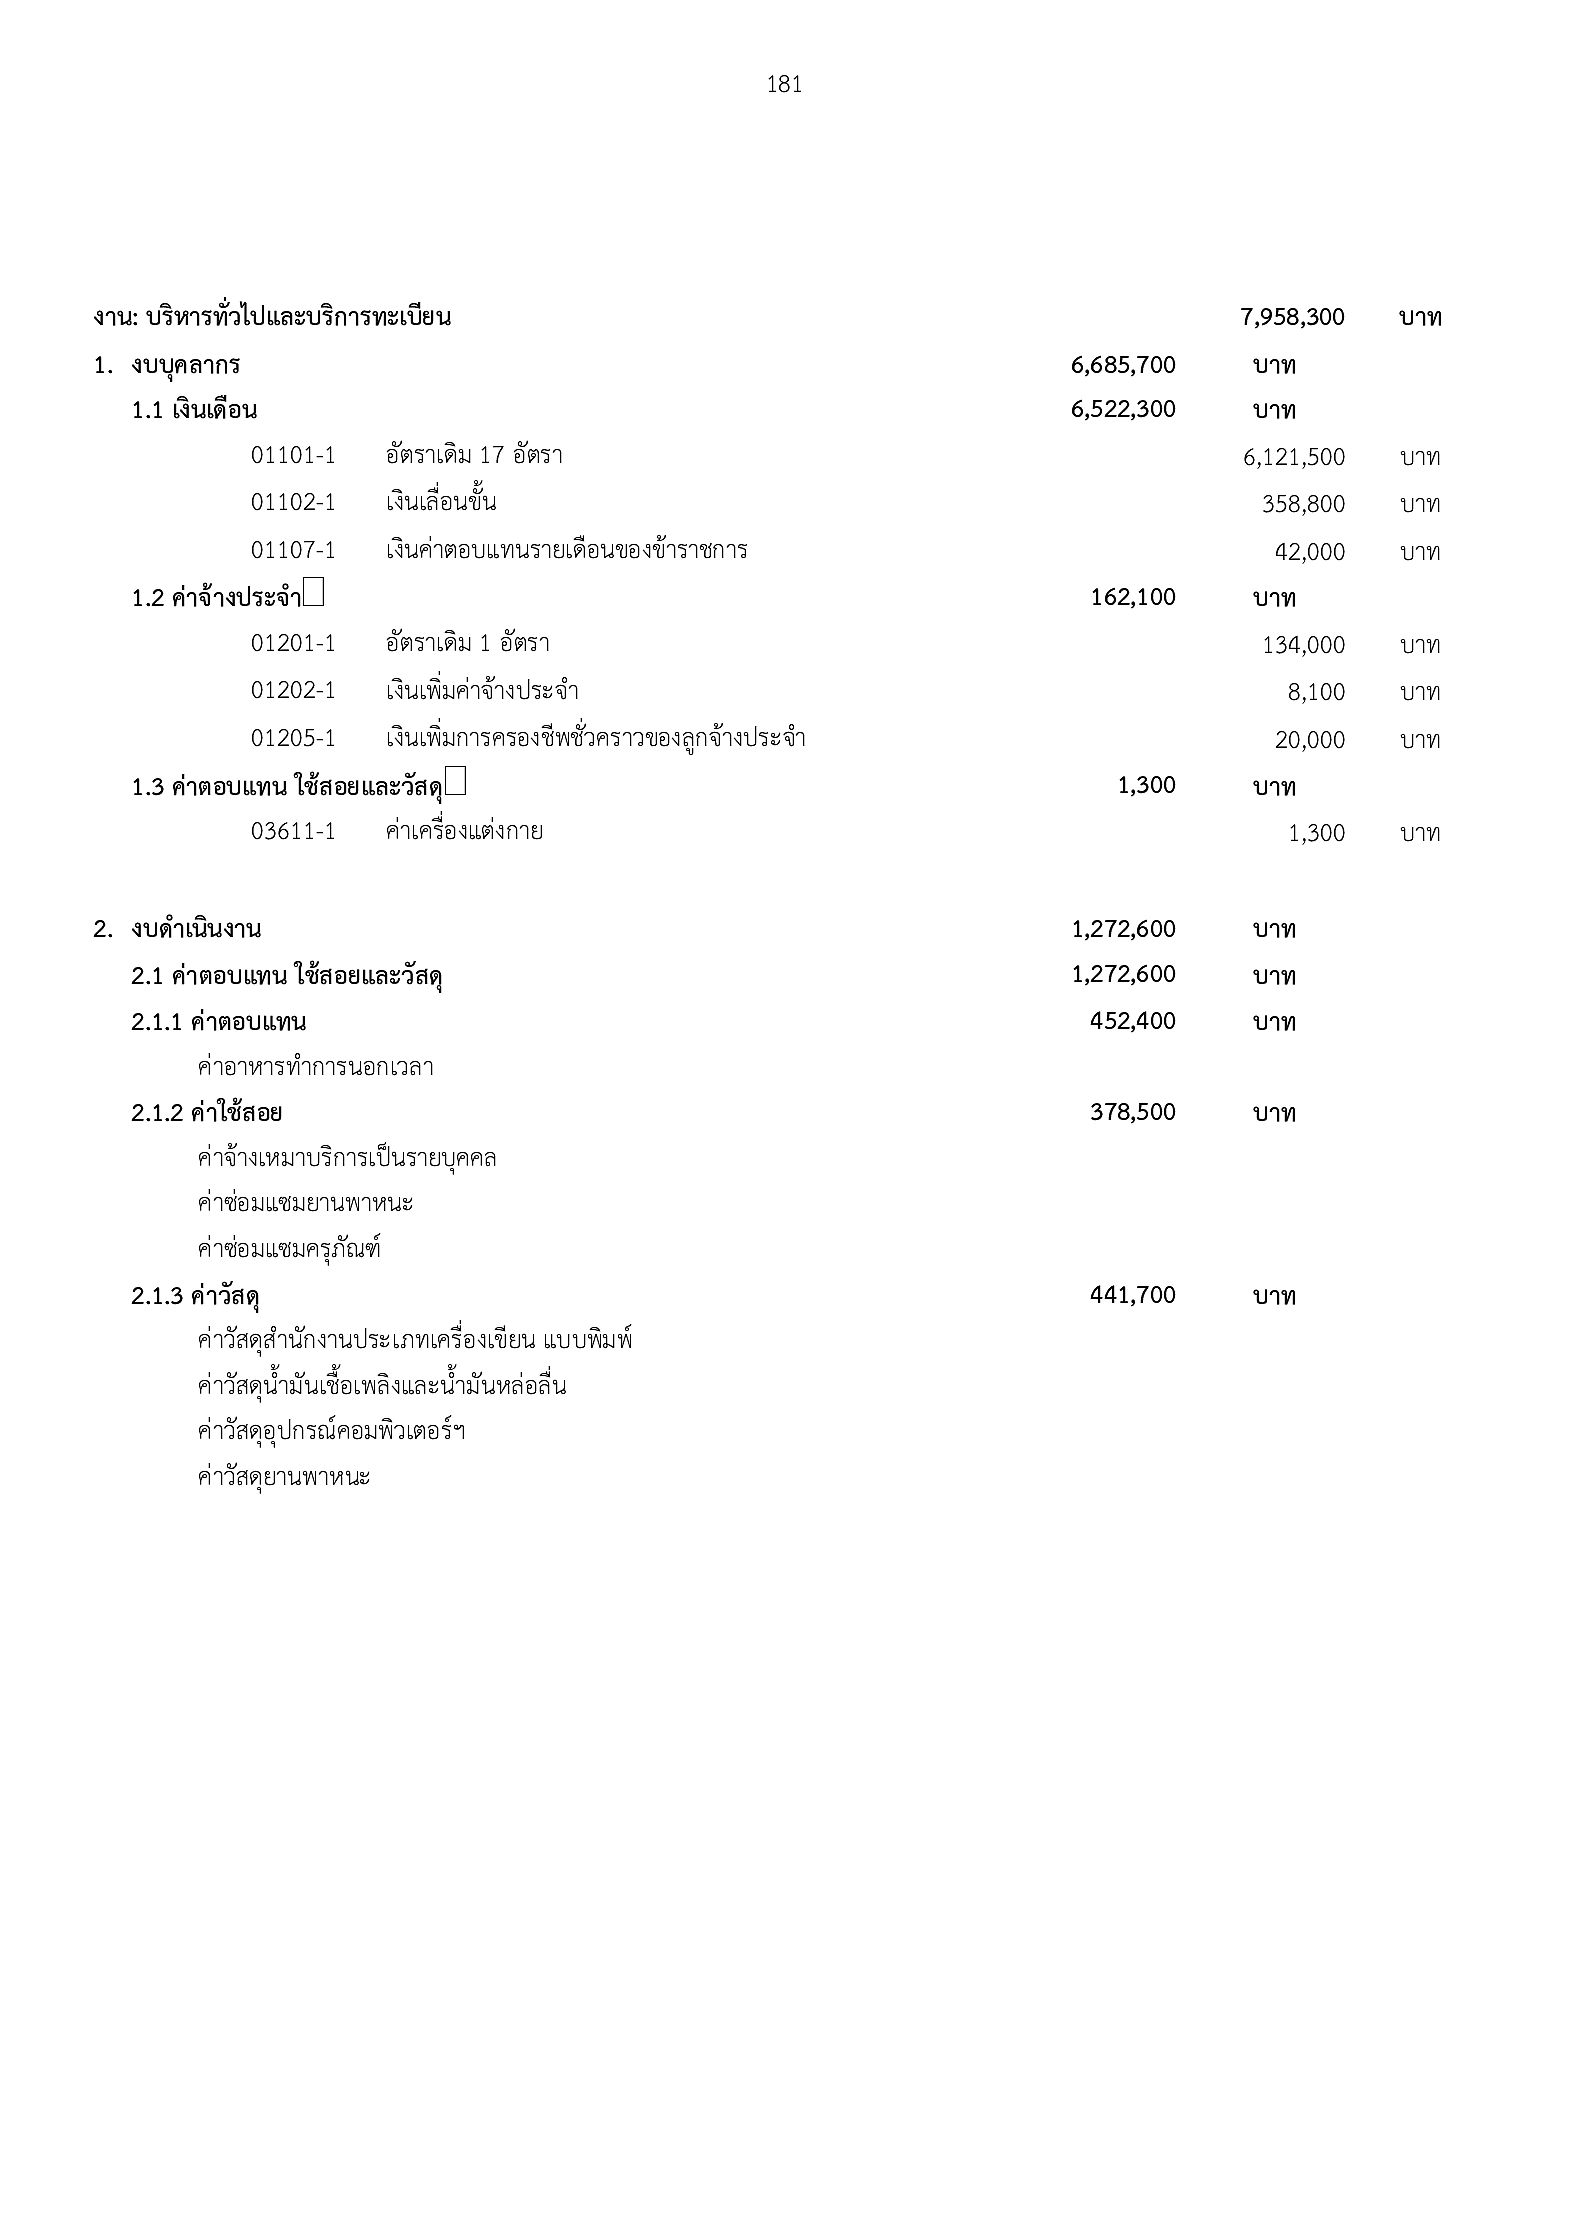 181
งาน: บริหารทั่วไปและบริการทะเบียน 7,958,300 บาท
1. งบบุคลากร 6,685,700 บาท
1.1 เงินเดือน 6,522,300 บาท
01101-1 อัตราเดิม 17 อัตรา 6,121,500 บาท
01102-1 เงินเลื่อนขั้น 358,800 บาท
01107-1 เงินค่าตอบแทนรายเดือนของข้าราชการ 42,000 บาท
1.2 ค่าจ้างประจำ 162,100 บาท
01201-1 อัตราเดิม 1 อัตรา 134,000 บาท
01202-1 เงินเพิ่มค่าจ้างประจำ 8,100 บาท
01205-1 เงินเพิ่มการครองชีพชั่วคราวของลูกจ้างประจำ 20,000 บาท
1.3 ค่าตอบแทน ใช้สอยและวัสดุ 1,300 บาท
03611-1 ค่าเครื่องแต่งกาย 1,300 บาท
2. งบดำเนินงาน 1,272,600 บาท
2.1 ค่าตอบแทน ใช้สอยและวัสดุ 1,272,600 บาท
2.1.1 ค่าตอบแทน 452,400 บาท
ค่าอาหารทำการนอกเวลา
2.1.2 ค่าใช้สอย 378,500 บาท
ค่าจ้างเหมาบริการเป็นรายบุคคล
ค่าซ่อมแซมยานพาหนะ
ค่าซ่อมแซมครุภัณฑ์
2.1.3 ค่าวัสดุ 441,700 บาท
ค่าวัสดุสำนักงานประเภทเครื่องเขียน แบบพิมพ์
ค่าวัสดุน้ำมันเชื้อเพลิงและน้ำมันหล่อลื่น
ค่าวัสดุอุปกรณ์คอมพิวเตอร์ฯ
ค่าวัสดุยานพาหนะ